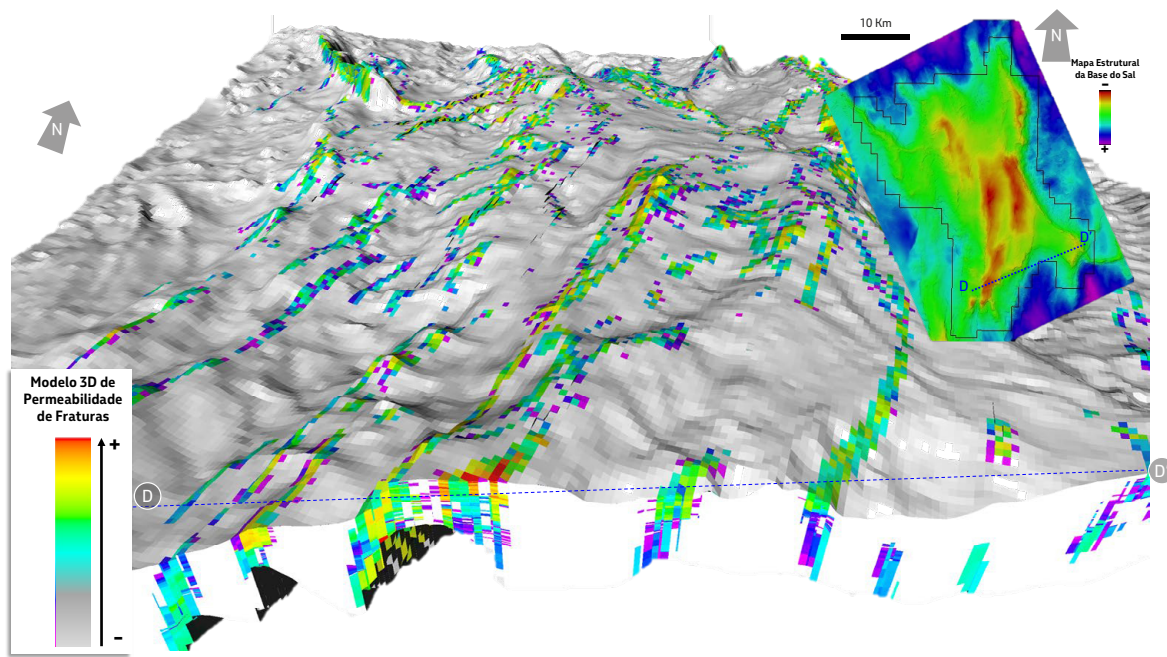 10 Km
N
Mapa Estrutural
da Base do Sal
-
+
N
D'
D
Modelo 3D de
Permeabilidade
de Fraturas
+
-
D
D'